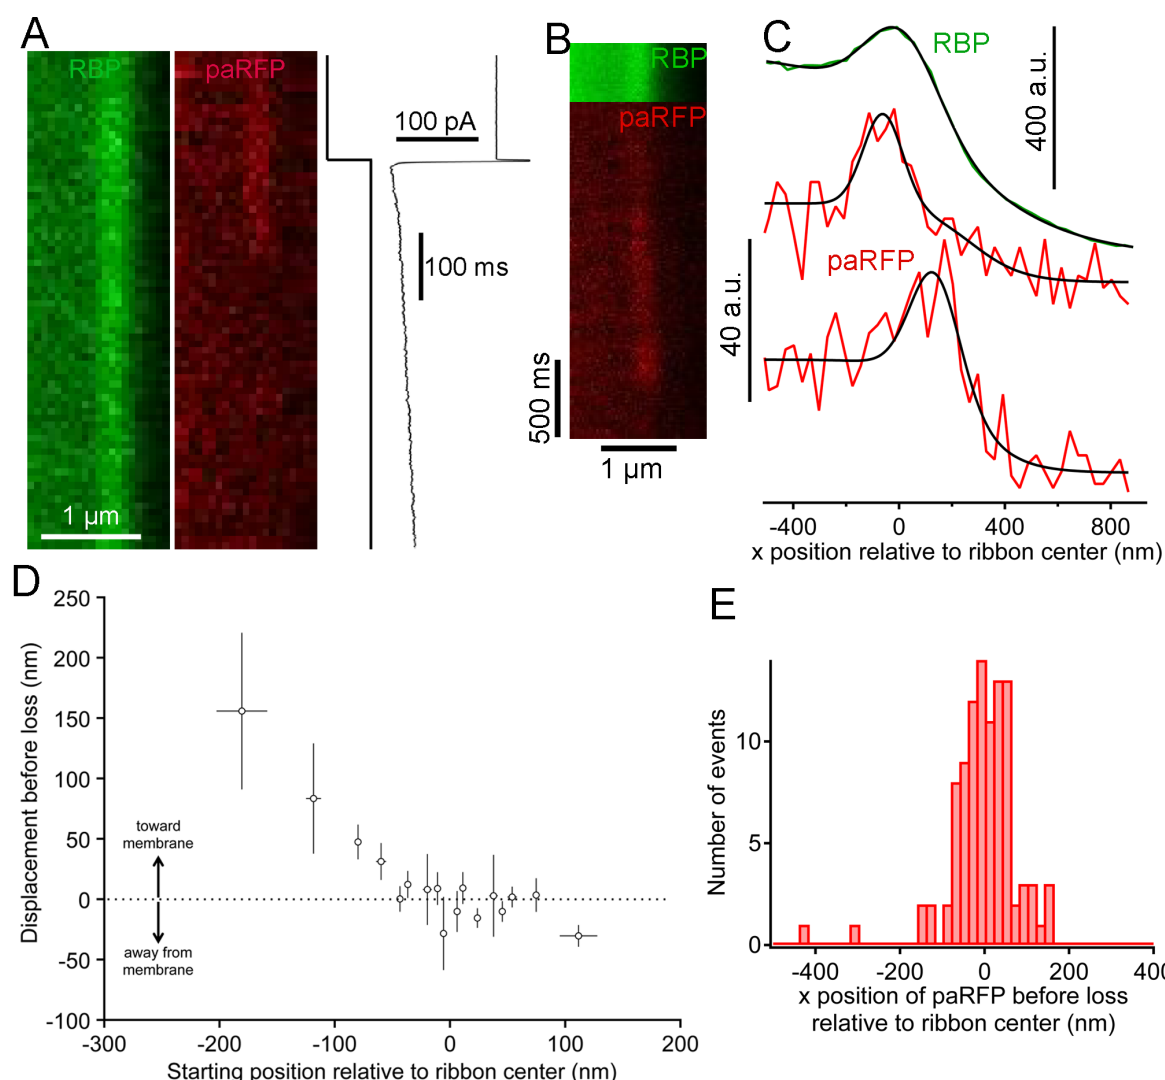 A
RBP
paRFP
1 µm
100 pA
100 ms
B
RBP
paRFP
500 ms
1 µm
C
RBP
400 a.u.
paRFP
40 a.u.
-400
0
400
800
x position relative to ribbon center (nm)
D
250
200
150
100
50
0
-50
-100
Displacement before loss (nm)
toward
membrane
away from
membrane
-300
-200
-100
0
100
200
Starting position relative to ribbon center (nm)
E
Number of events
10
5
0
-400
-200
0
200
40
x position of paRFP before loss
relative to ribbon center (nm)